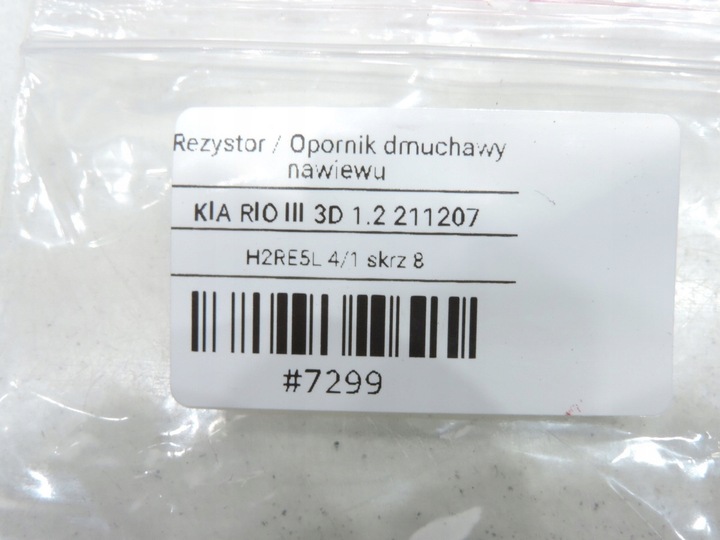 Rezystor / Opornik dmuchawy
nawiewu
KIA RIO III 3D 1.2 211207
H2RE5L 4/1 skrz 8
#7299